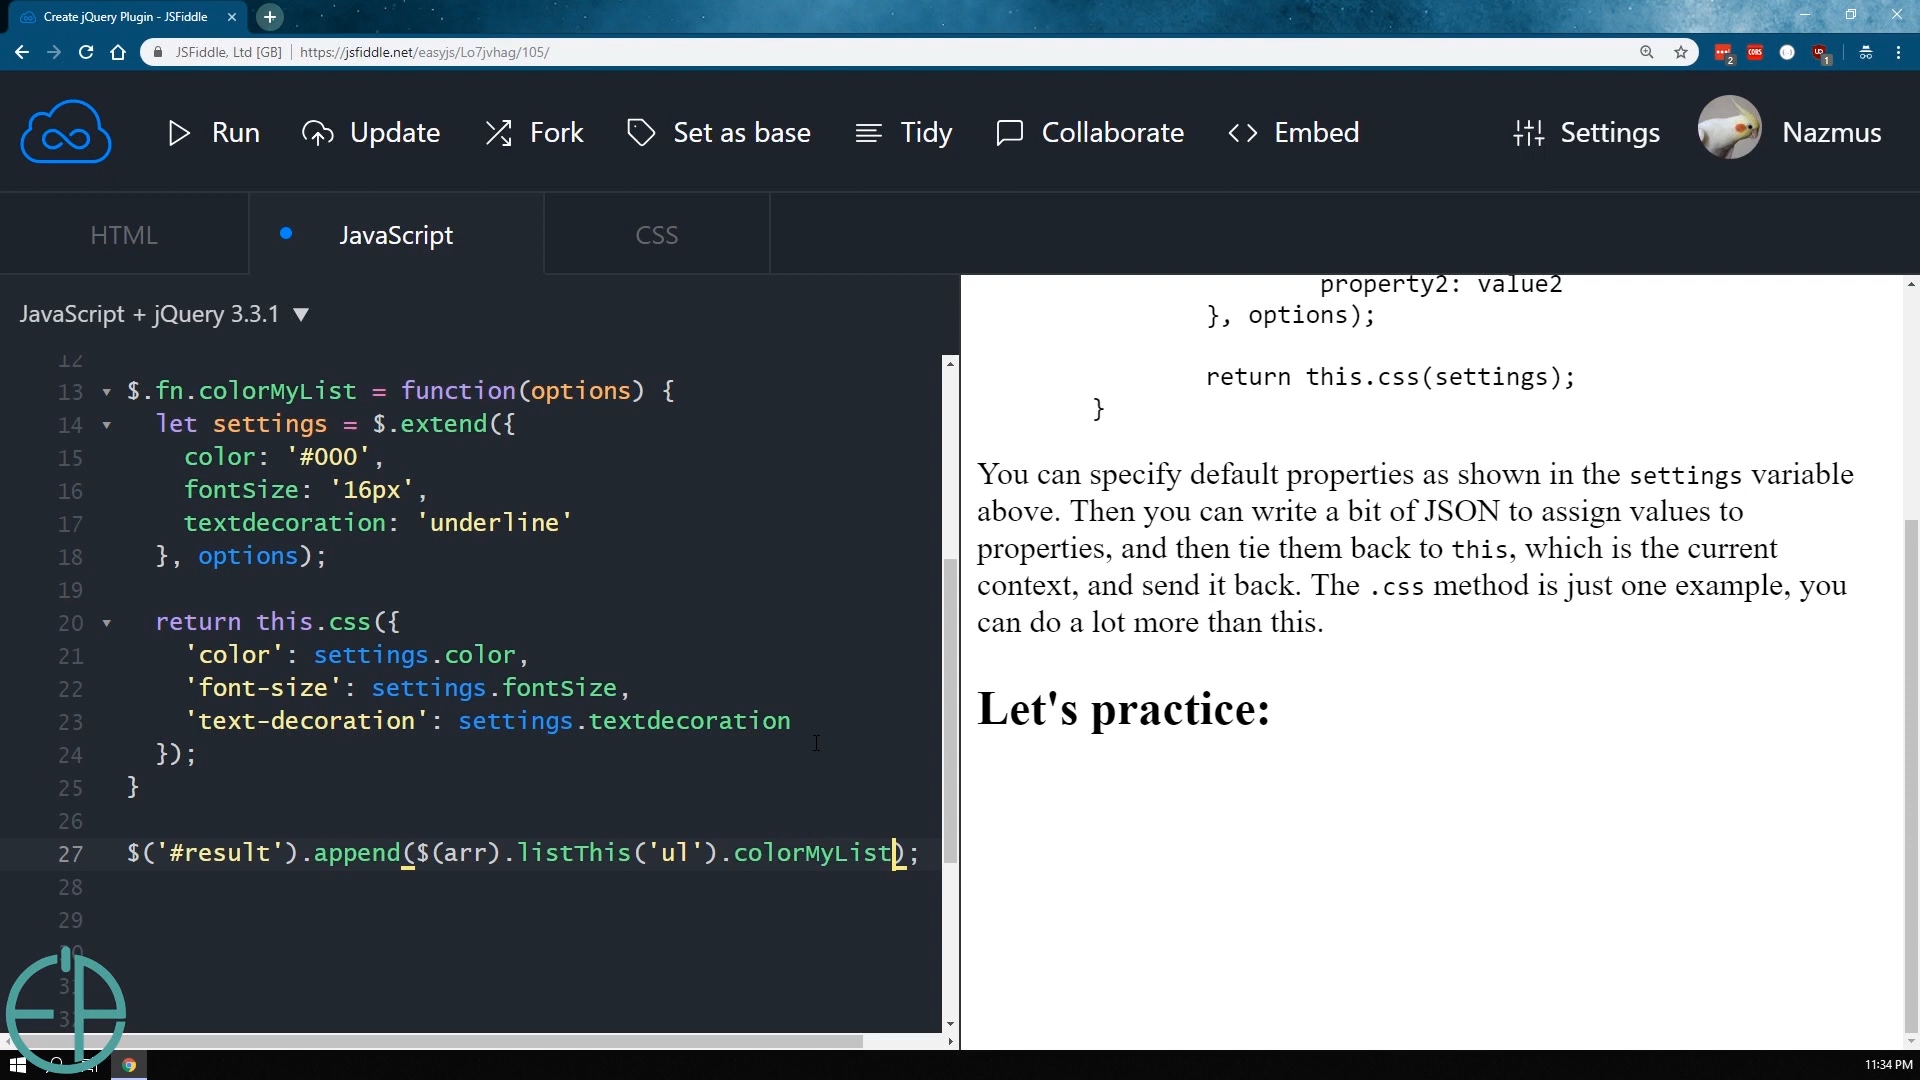 Create jQuery Plugin - JSFiddle
JSFiddle, Ltd [GB] https://jsfiddle.net/easyjs/Lo7jvhag/105/
CORS
2
1
Run
Update
Fork
Set as base
Tidy
Collaborate
Embed
Settings
Nazmus
HTML
JavaScript
CSS
JavaScript + jQuery 3.3.1 ▼
12
13 $.fn.colorMyList = function(options) {
14 let settings = $.extend({
15 color: '#000',
16 fontSize: '16px',
17 textdecoration: 'underline'
18 }, options);
19
20 return this.css({
21 'color': settings.color,
22 'font-size': settings.fontSize,
23 'text-decoration': settings.textdecoration
24 });
25 }
26
27 $('#result').append($(arr).listThis('ul').colorMyList);
28
29
property2: value2
}, options);
return this.css(settings);
}
You can specify default properties as shown in the settings variable
above. Then you can write a bit of JSON to assign values to
properties, and then tie them back to this, which is the current
context, and send it back. The .css method is just one example, you
can do a lot more than this.
Let's practice:
11:34 PM